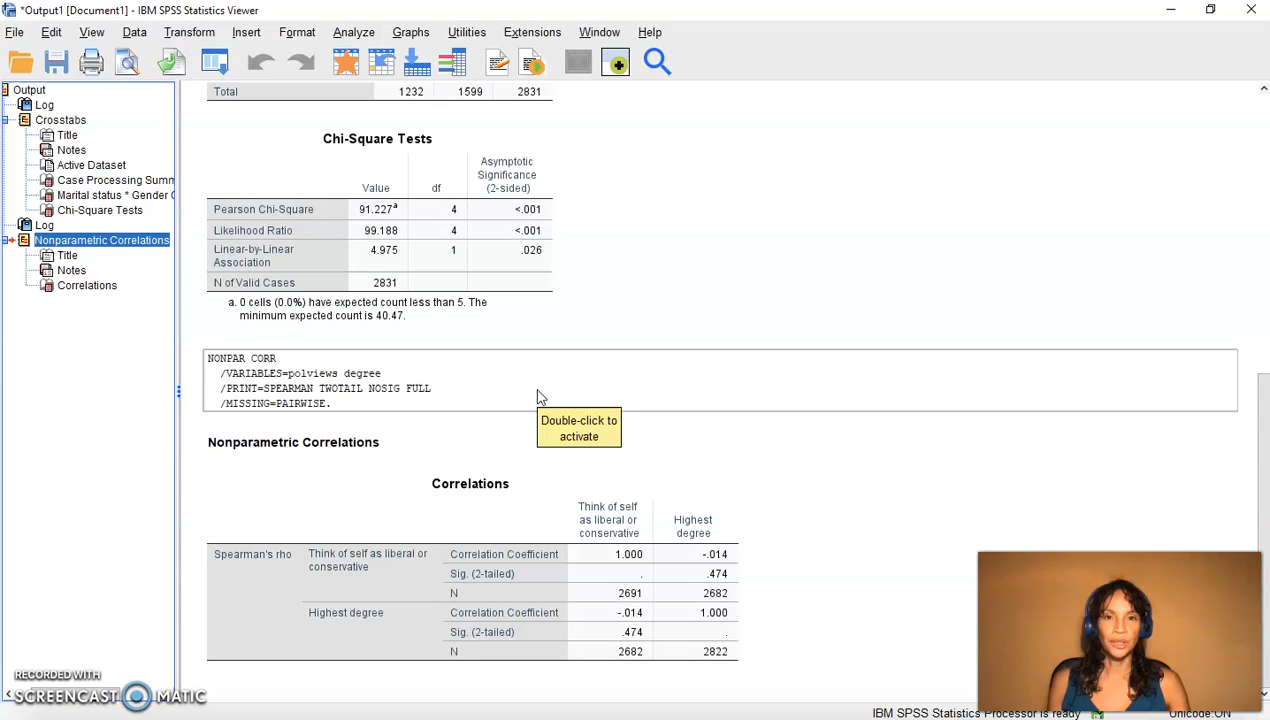 *Output1 [Document1] - IBM SPSS Statistics Viewer
File Edit View Data Transform Insert Format Analyze Graphs Utilities Extensions Window Help
Output
Log
Crosstabs
Title
Notes
Active Dataset
Case Processing Summ
Marital status * Gender C
Chi-Square Tests
Log
Nonparametric Correlations
Title
Notes
Correlations
Total 1232 1599 2831
Chi-Square Tests
Value df Asymptotic
Significance
(2-sided)
Pearson Chi-Square 91.227a 4 <.001
Likelihood Ratio 99.188 4 <.001
Linear-by-Linear
Association 4.975 1 .026
N of Valid Cases 2831
a. 0 cells (0.0%) have expected count less than 5. The
minimum expected count is 40.47.
NONPAR CORR
/VARIABLES=polviews degree
/PRINT=SPEARMAN TWOTAIL NOSIG FULL
/MISSING=PAIRWISE.
Double-click to
activate
Nonparametric Correlations
Correlations
Think of self
as liberal or
conservative
Highest
degree
Spearman's rho Think of self as liberal or
conservative Correlation Coefficient 1.000 -.014
Sig. (2-tailed) . .474
N 2691 2682
Highest degree Correlation Coefficient -.014 1.000
Sig. (2-tailed) .474 .
N 2682 2822
RECORDED WITH
SCREENCAST MATIC
IBM SPSS Statistics Processor is ready Unicode:ON